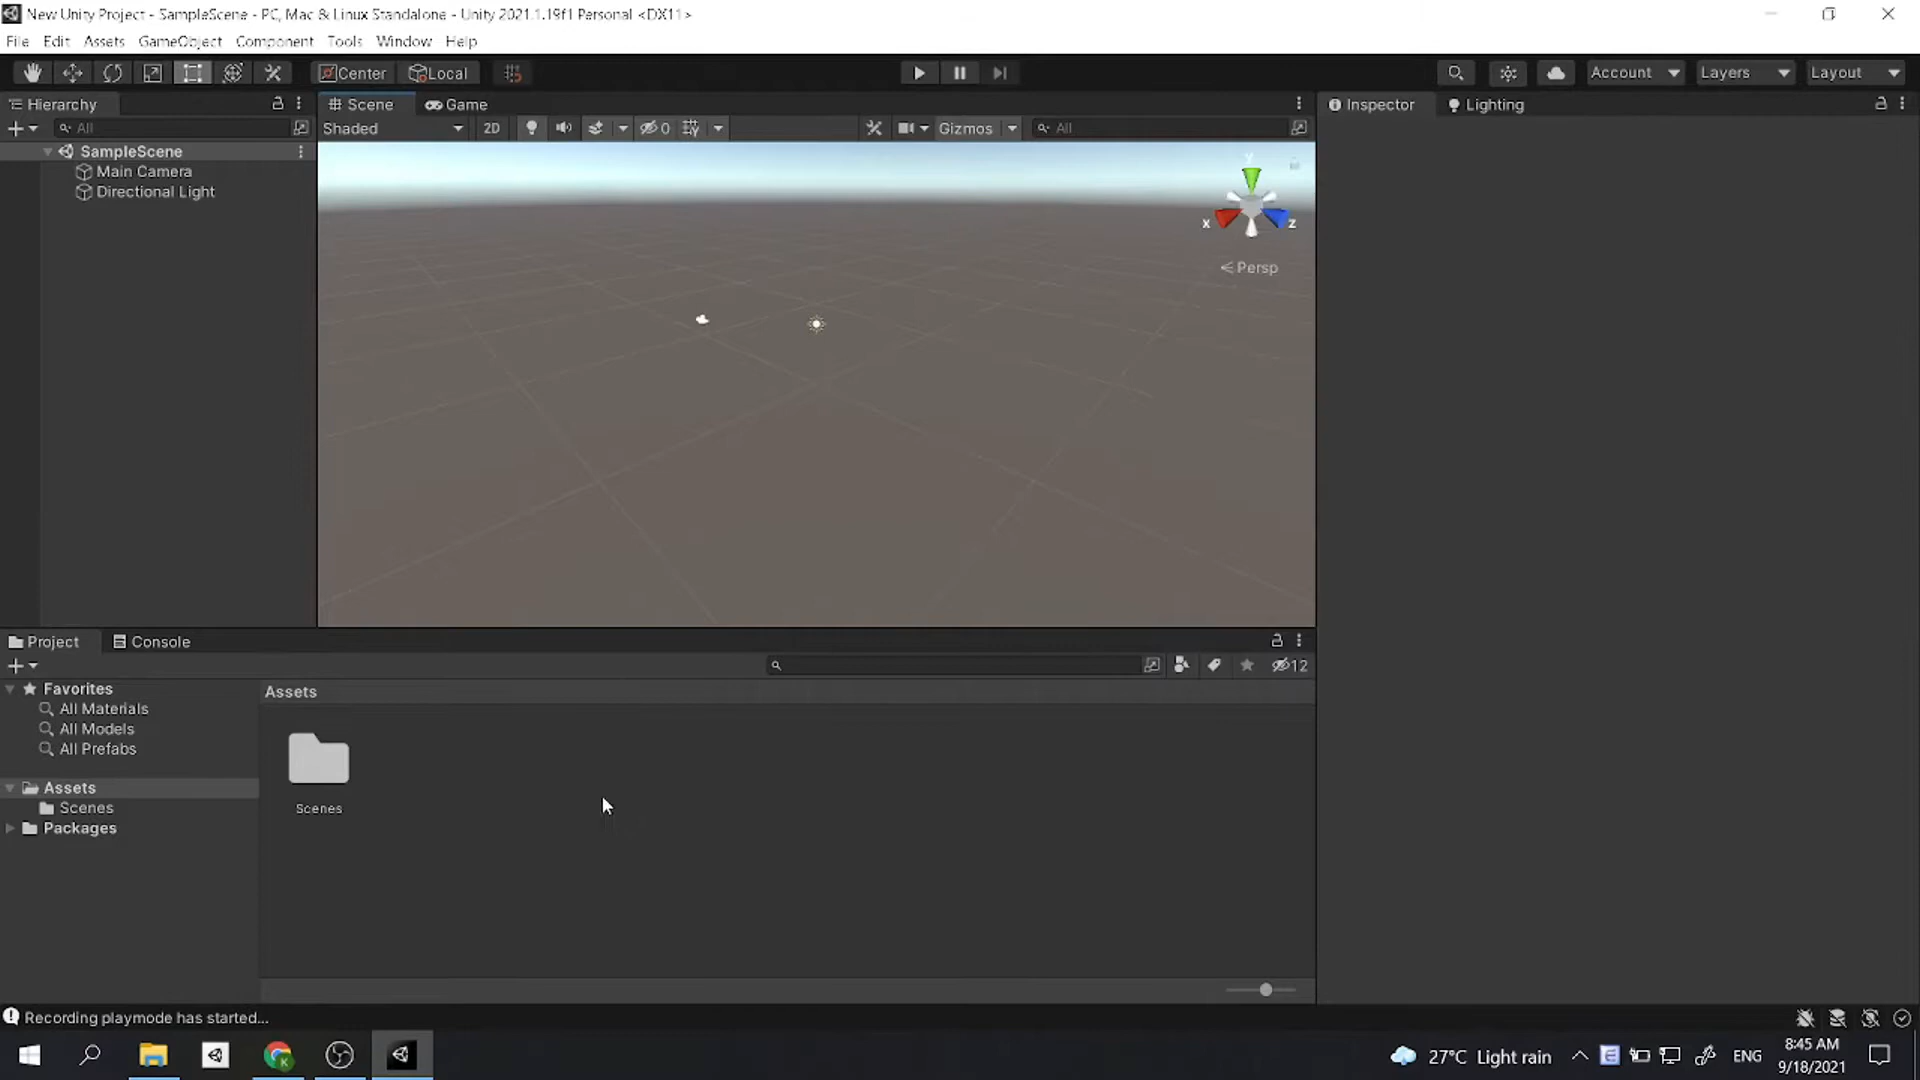 New Unity Project - SampleScene - PC, Mac & Linux Standalone - Unity 2021.1.19f1 Personal <DX11>
File Edit Assets GameObject Component Tools Window Help
Center Local Account Layers Layout
Hierarchy
All
SampleScene
Main Camera
Directional Light
Scene Game
Shaded 2D 0 Gizmos All
y
x z
Persp
Inspector Lighting
Project Console
12
Favorites
All Materials
All Models
All Prefabs
Assets
Scenes
Packages
Assets
Scenes
Recording playmode has started...
27°C Light rain ENG
8:45 AM
9/18/2021